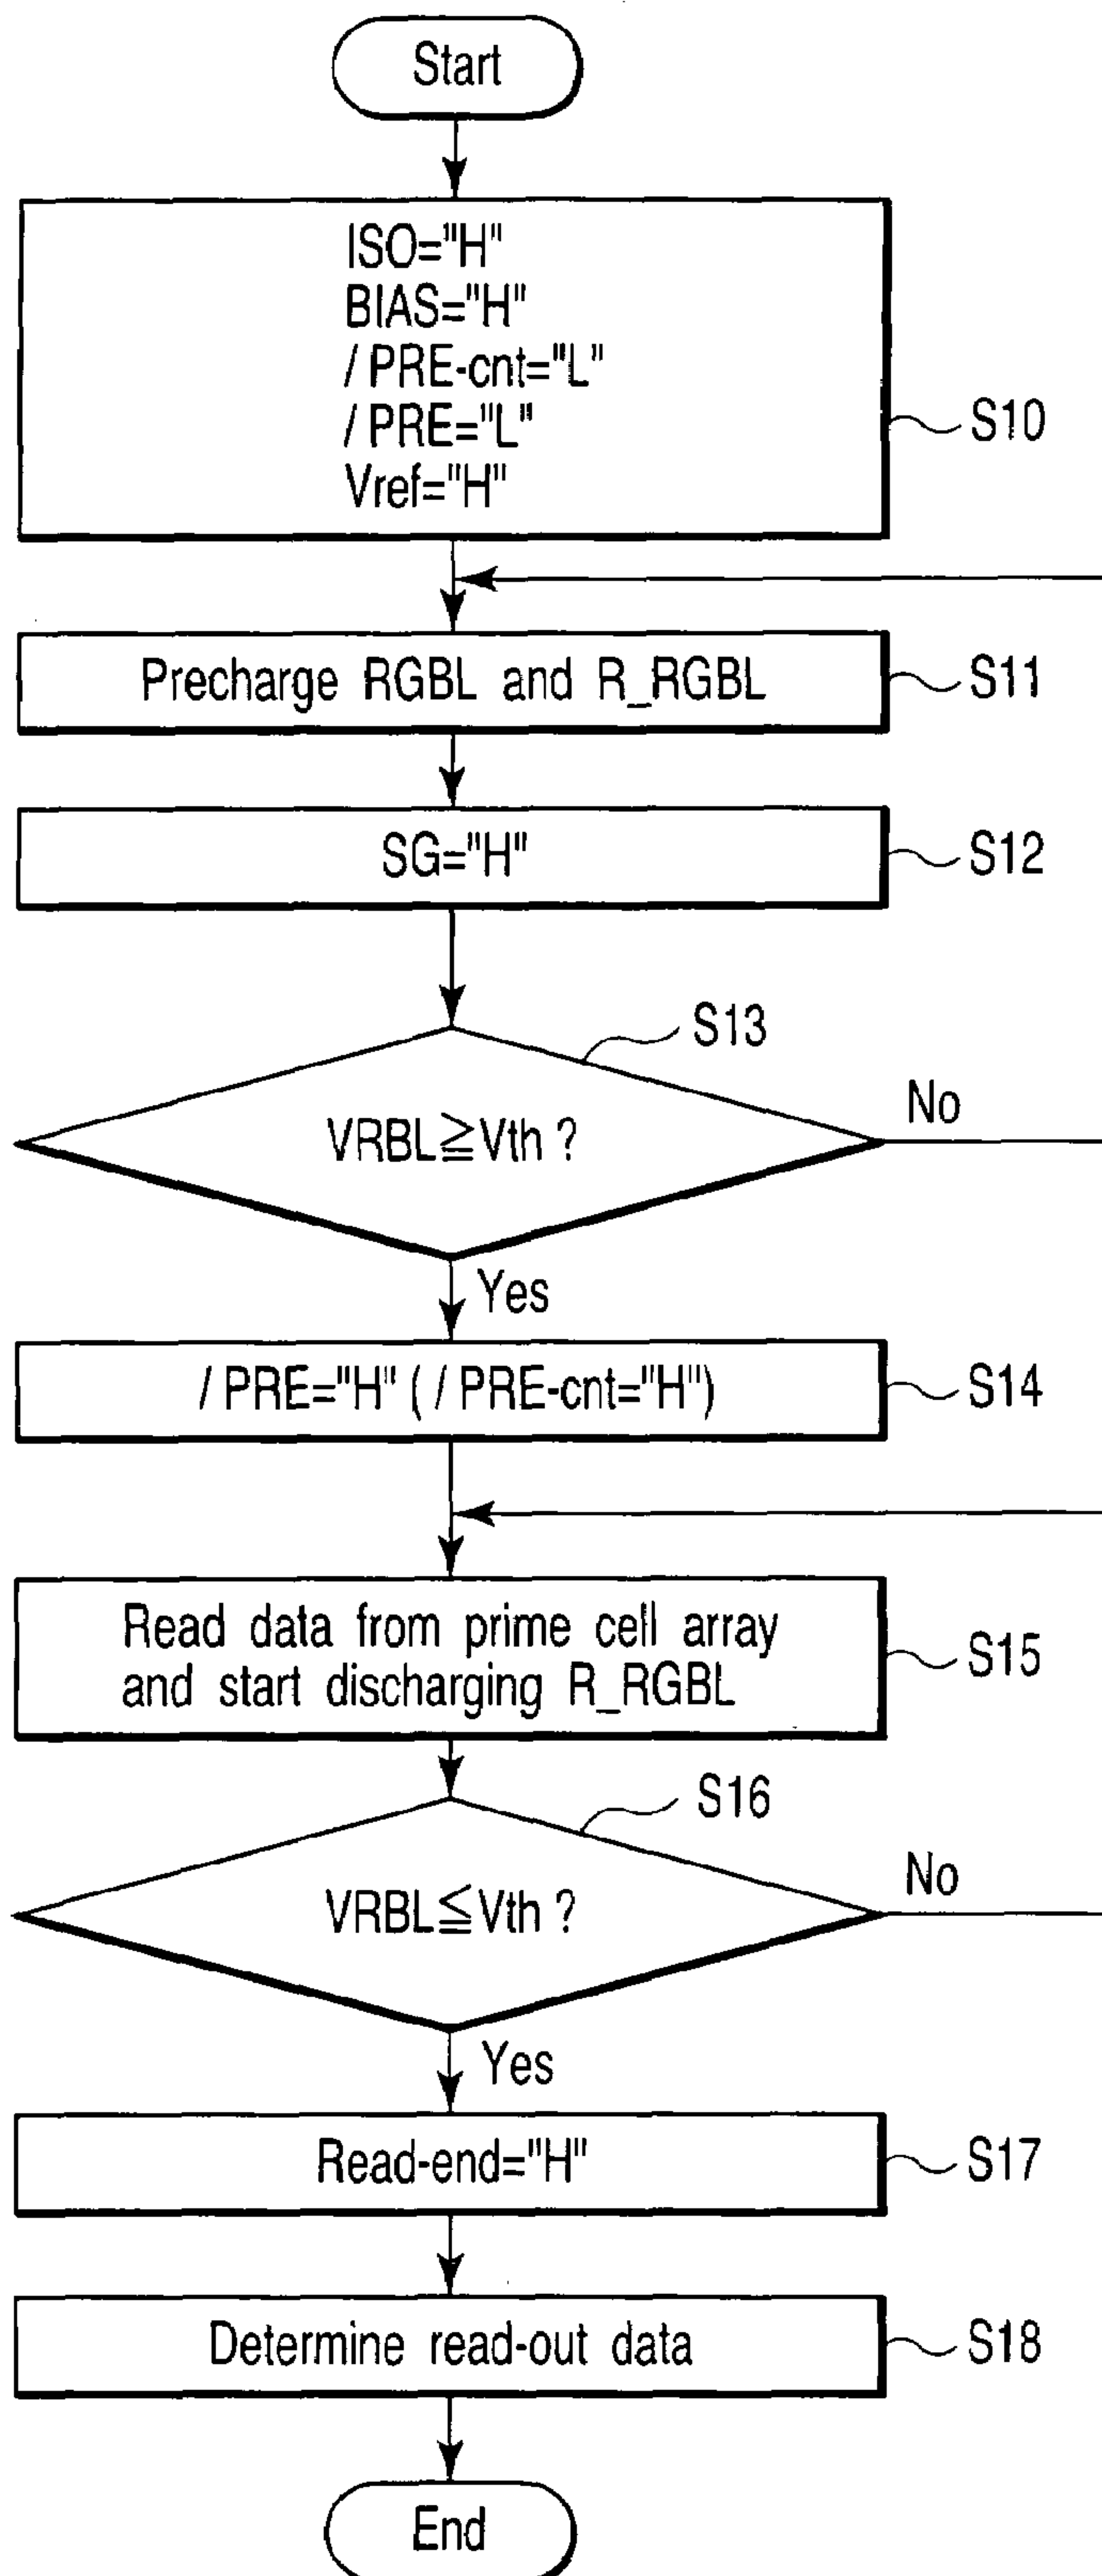 Start
ISO="H"
BIAS="H"
/ PRE-cnt="L"
/ PRE="L"
Vref="H"
S10
Precharge RGBL and R_RGBL
S11
SG="H"
S12
S13
VRBL≧Vth ?
No
Yes
/ PRE="H" ( / PRE-cnt="H")
S14
Read data from prime cell array
and start discharging R_RGBL
S15
S16
VRBL≦Vth ?
No
Yes
Read-end="H"
S17
Determine read-out data
S18
End